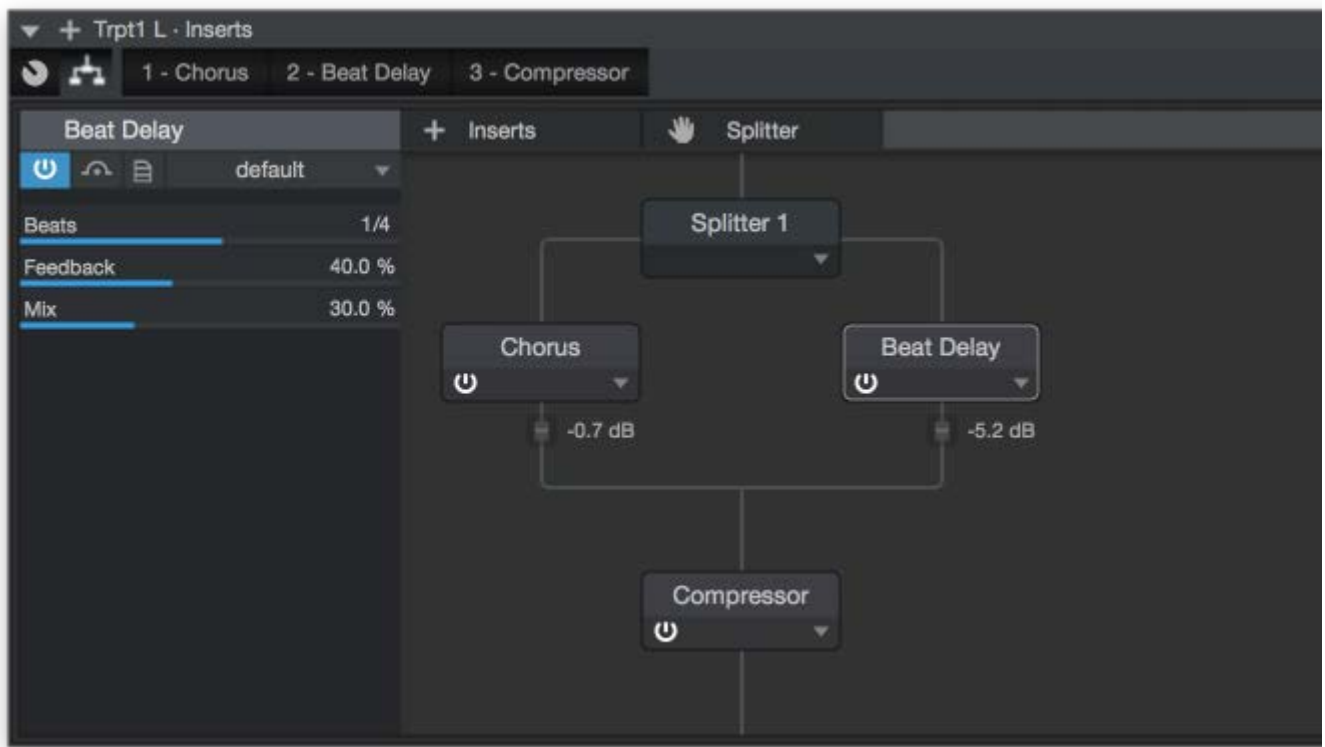 Trpt1 L · Inserts
1 - Chorus 2 - Beat Delay 3 - Compressor
Beat Delay
Inserts Splitter
default
Beats 1/4
Feedback 40.0 %
Mix 30.0 %
Splitter 1
Chorus Beat Delay
-0.7 dB -5.2 dB
Compressor